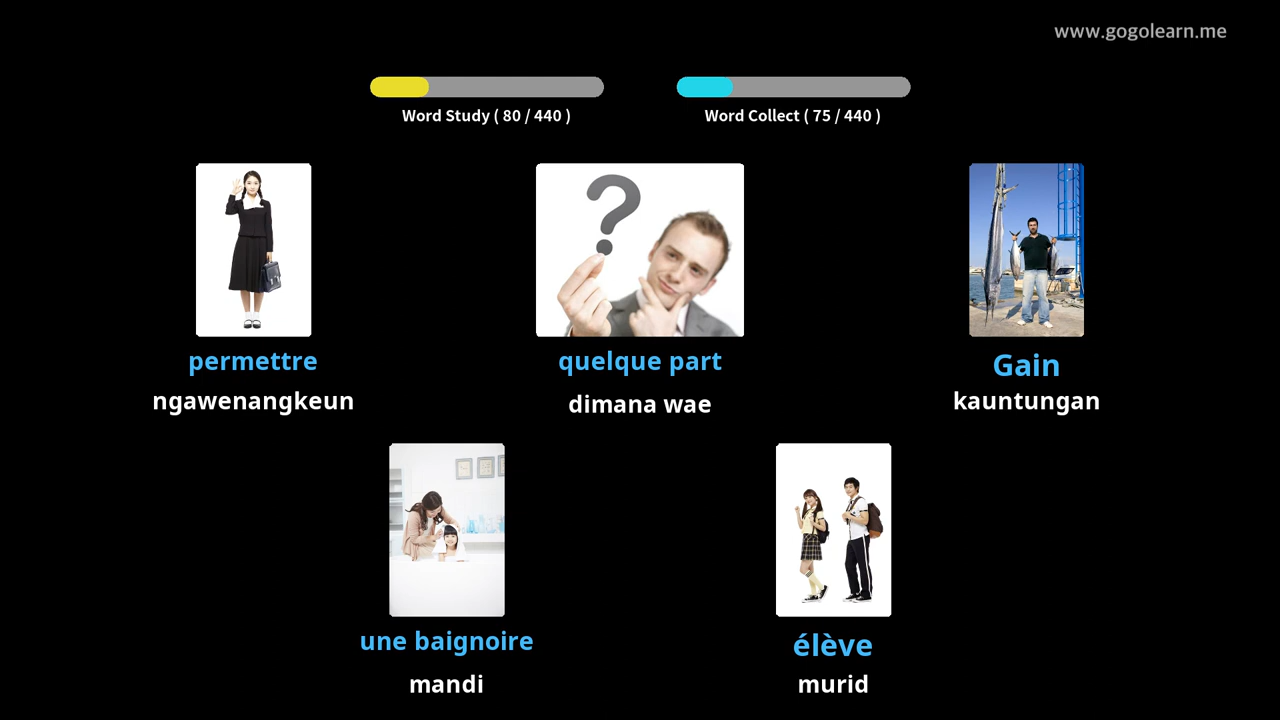 www.gogolearn.me
Word Study ( 80 / 440 )
Word Collect ( 75 / 440 )
permettre
ngawenangkeun
quelque part
dimana wae
Gain
kauntungan
une baignoire
mandi
élève
murid